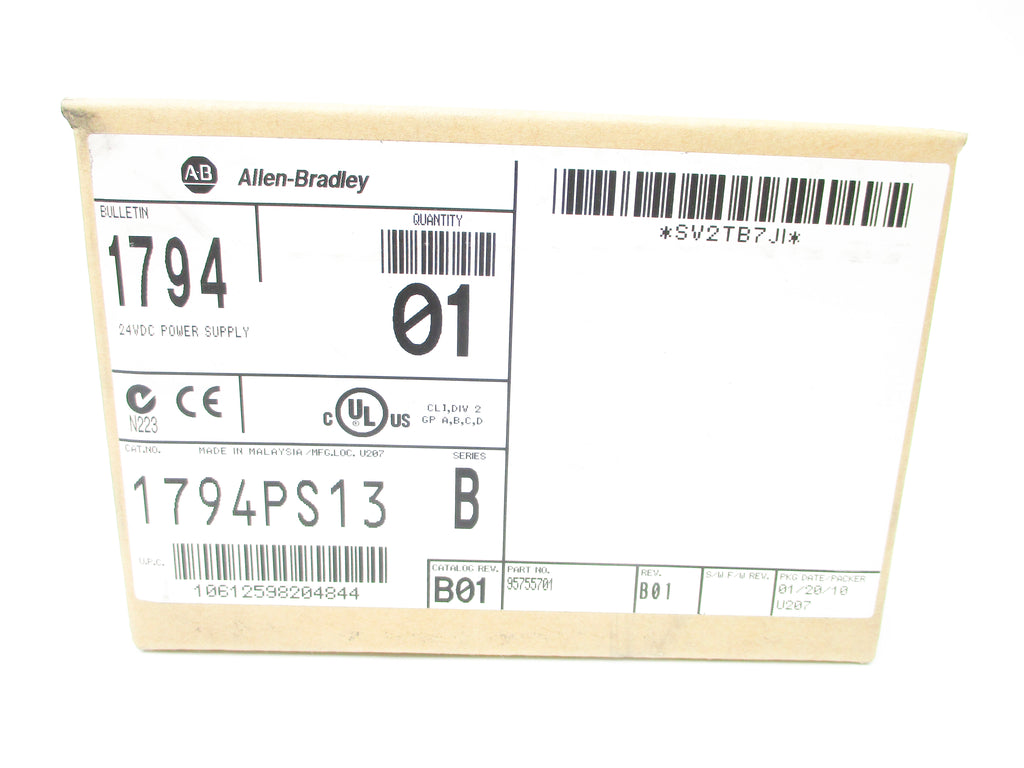 A-B Allen-Bradley
*SV2TB7JI*
BULLETIN
1794
24VDC POWER SUPPLY
QUANTITY
01
N223
CE
C UL ® US
CL1,DIV 2
GP A,B,C,D
CAT.NO. MADE IN MALAYSIA/MFG.LOC. U207 SERIES
1794PS13 B
U.P.C.
10612598204844
CATALOG REV.
B01
PART NO.
95755701
REV.
B01
S/W F/W REV.
PKG DATE/PACKER
01/20/10
U207